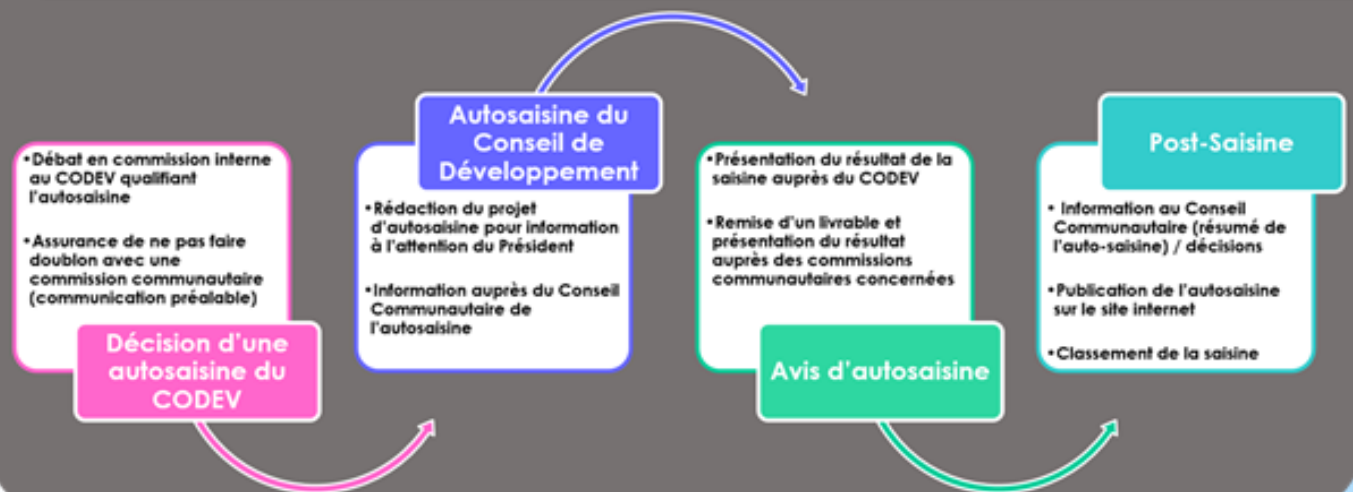 •Débat en commission interne
au CODEV qualifiant
l'autosaisine
•Assurance de ne pas faire
doublon avec une
commission communautaire
(communication préalable)
Décision d'une
autosaisine du
CODEV
Autosaisine du
Conseil de
Développement
•Rédaction du projet
d'autosaisine pour information
à l'attention du Président
•Information auprès du Conseil
Communautaire de
l'autosaisine
•Présentation du résultat de la
saisine auprès du CODEV
•Remise d'un livrable et
présentation du résultat
auprès des commissions
communautaires concernées
Avis d'autosaisine
Post-Saisine
• Information au Conseil
Communautaire (résumé de
l'auto-saisine) / décisions
•Publication de l'autosaisine
sur le site internet
•Classement de la saisine